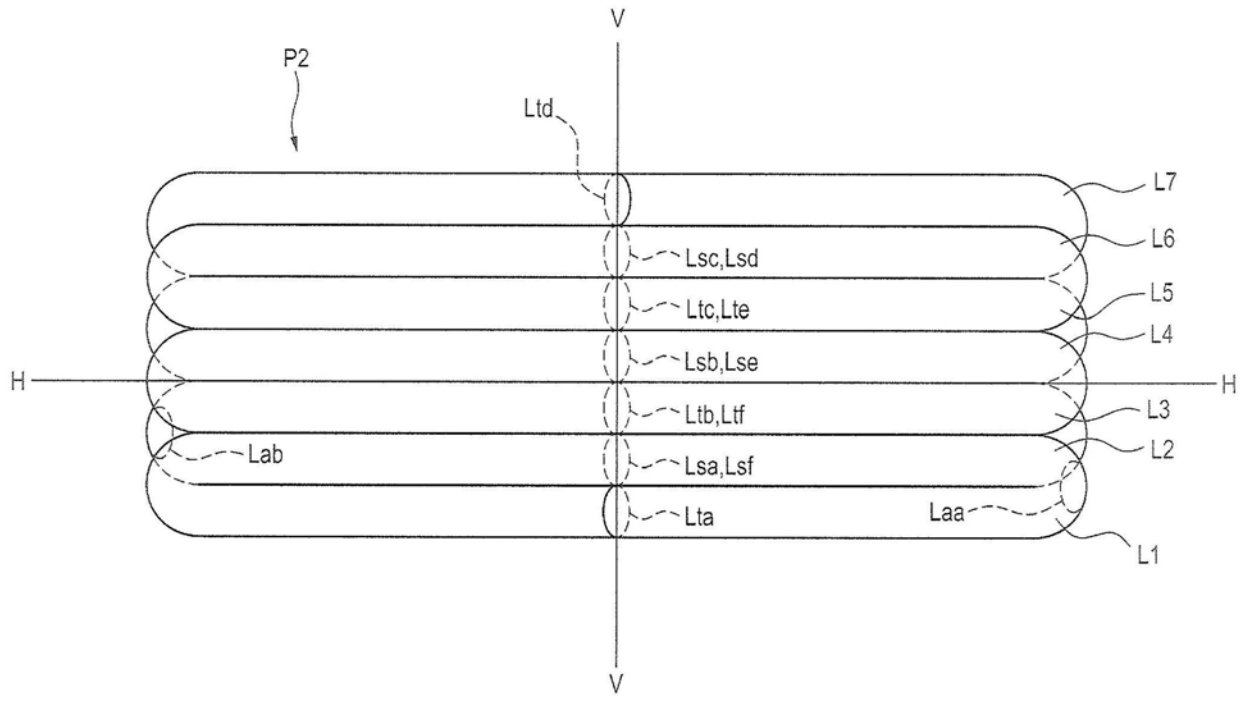 V
P2
Ltd
L7
L6
Lsc,Lsd
L5
Ltc,Lte
L4
Lsb,Lse
H
H
L3
Ltb,Ltf
L2
Lab
Lsa,Lsf
Laa
Lta
L1
V